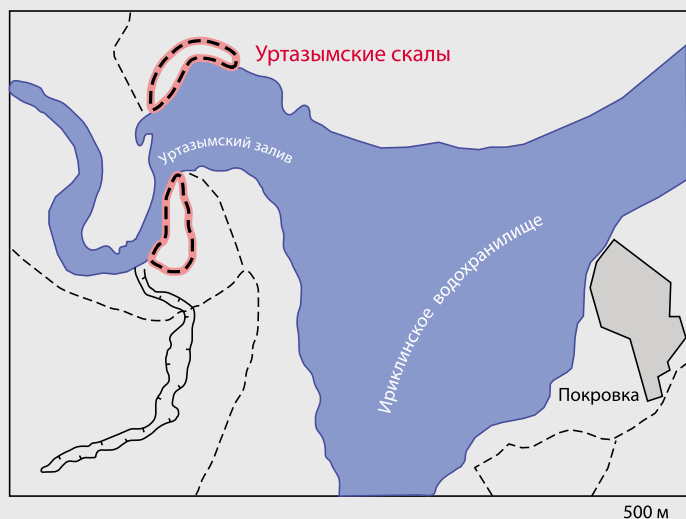 Уртазымские скалы
Уртазымский залив
Ириклинское водохранилище
Покровка
500 м